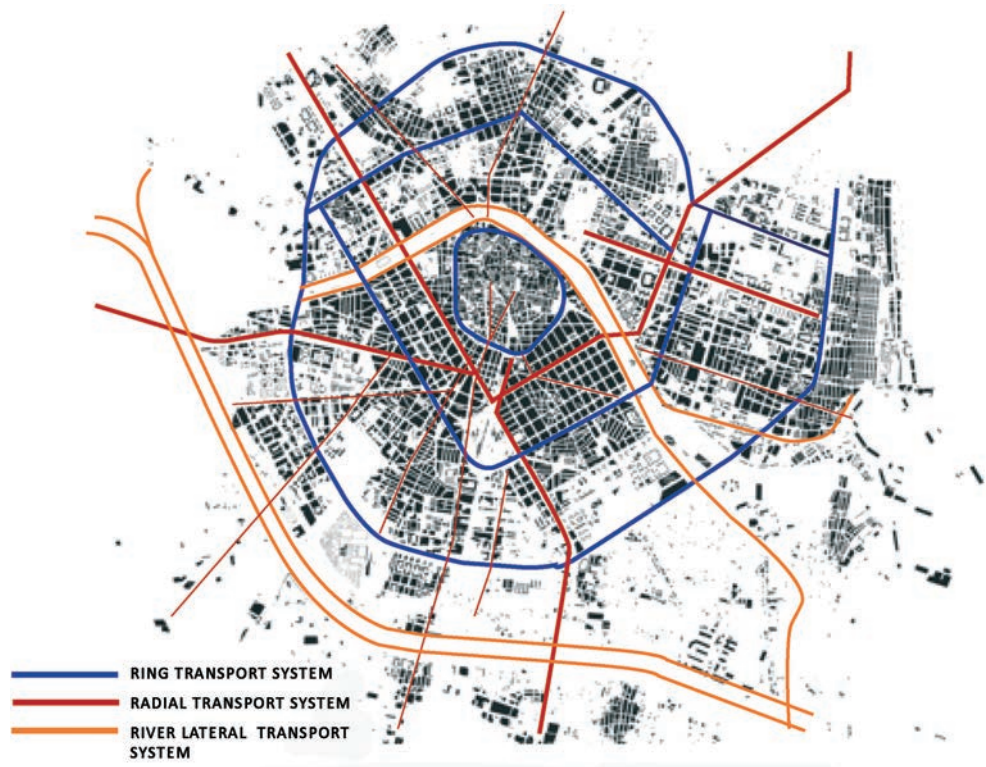 RING TRANSPORT SYSTEM
RADIAL TRANSPORT SYSTEM
RIVER LATERAL TRANSPORT
SYSTEM